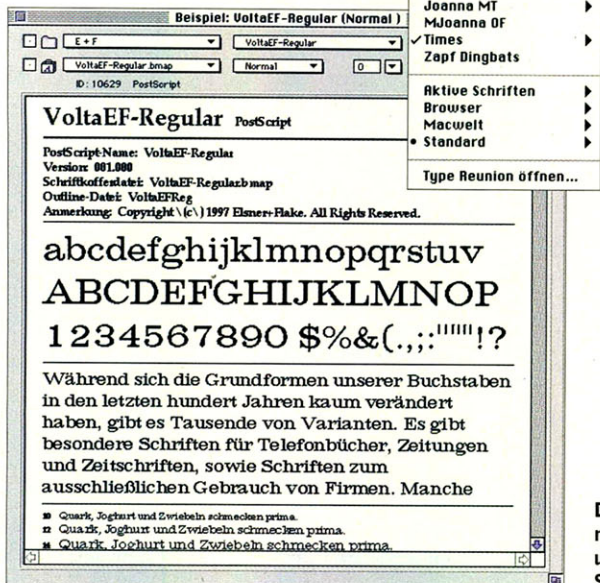 Beispiel: VoltaEF-Regular (Normal )
E + F
VoltaEF-Regular
VoltaEF-Regular.bmap
Normal
0
ID: 10629 PostScript
VoltaEF-Regular PostScript
PostScript-Name: VoltaEF-Regular
Version: 001.000
Schriftkofferdatei: VoltaEF-Regular.bmap
Outline-Datei: VoltaEFReg
Anmerkung: Copyright \(c\) 1997 Elsner+Flake. All Rights Reserved.
abcdefghijklmnopqrstuv
ABCDEFGHIJKLMNOP
1234567890 $%&(.,;:""""!?
Während sich die Grundformen unserer Buchstaben
in den letzten hundert Jahren kaum verändert
haben, gibt es Tausende von Varianten. Es gibt
besondere Schriften für Telefonbücher, Zeitungen
und Zeitschriften, sowie Schriften zum
ausschließlichen Gebrauch von Firmen. Manche
10 Quark, Joghurt und Zwiebeln schmecken prima.
12 Quark, Joghurt und Zwiebeln schmecken prima.
14 Quark, Joghurt und Zwiebeln schmecken prima.
Joanna MT
MJoanna OF
✓Times
Zapf Dingbats
Aktive Schriften
Browser
Macwelt
• Standard
Type Reunion öffnen...